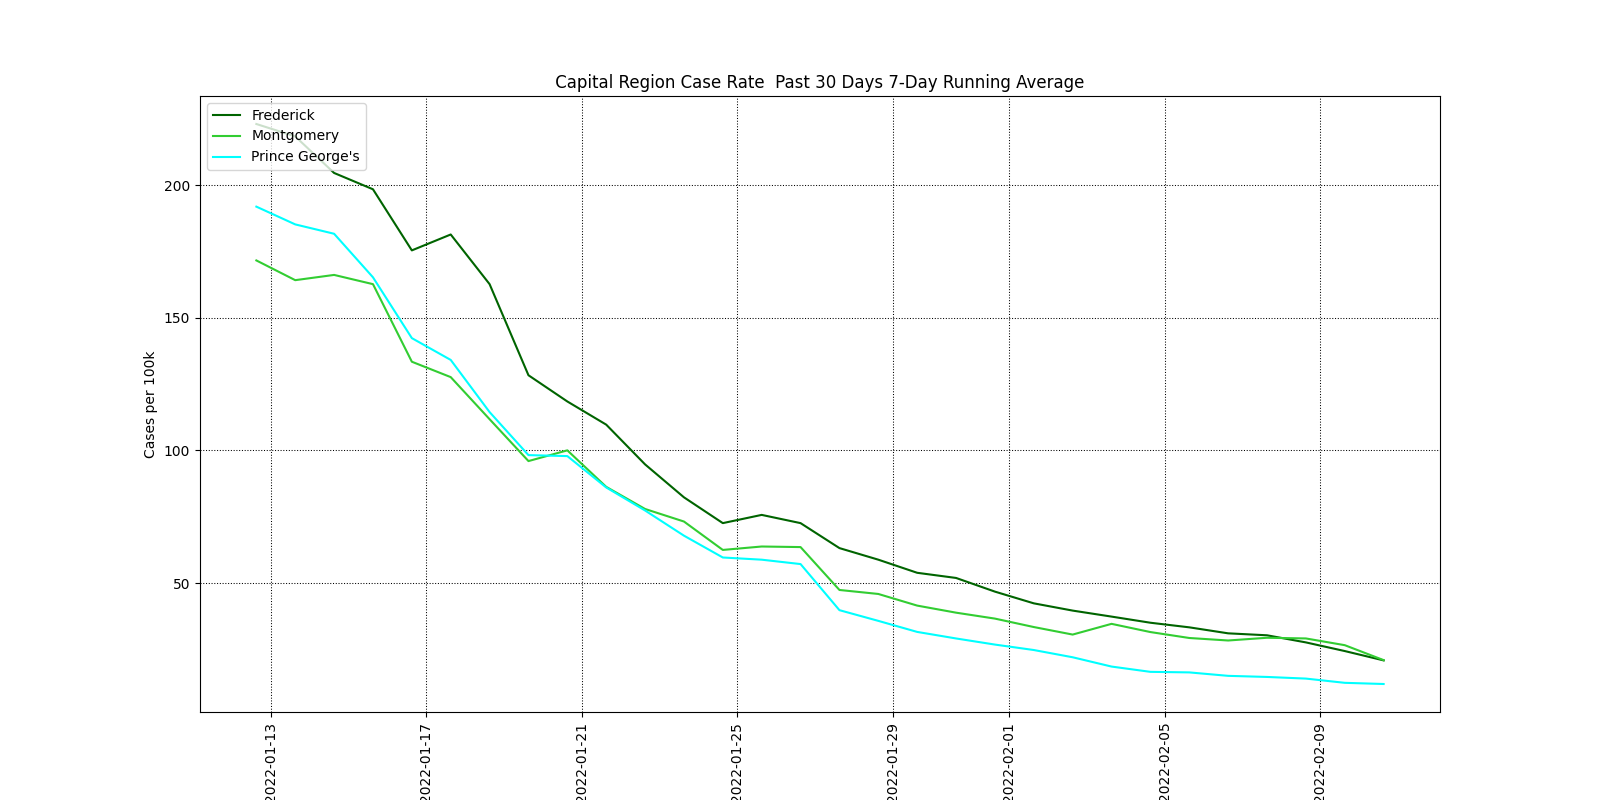 Capital Region Case Rate  Past 30 Days 7-Day Running Average
Frederick
Montgomery
Prince George's
Cases per 100k
200
150
100
50
2022-01-13
2022-01-17
2022-01-21
2022-01-25
2022-01-29
2022-02-01
2022-02-05
2022-02-09